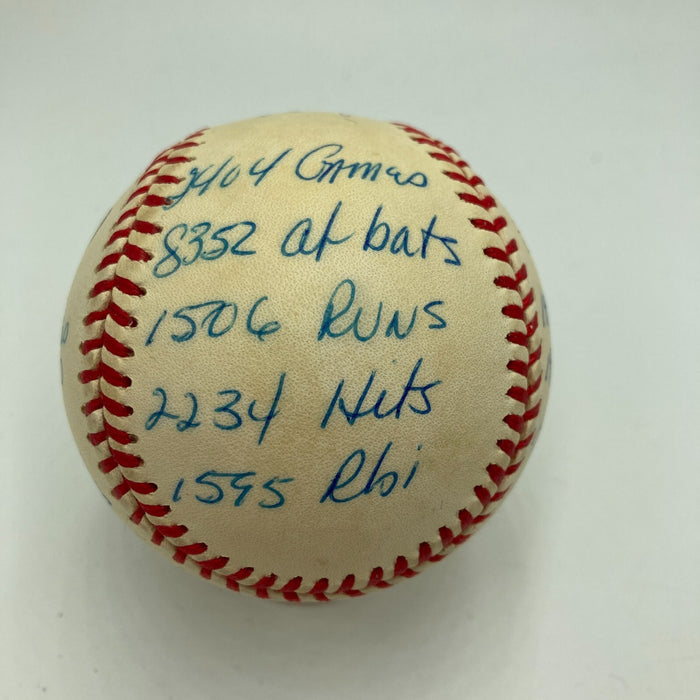 2404 Games
8352 at bats
1506 Runs
2234 Hits
1595 Rbi